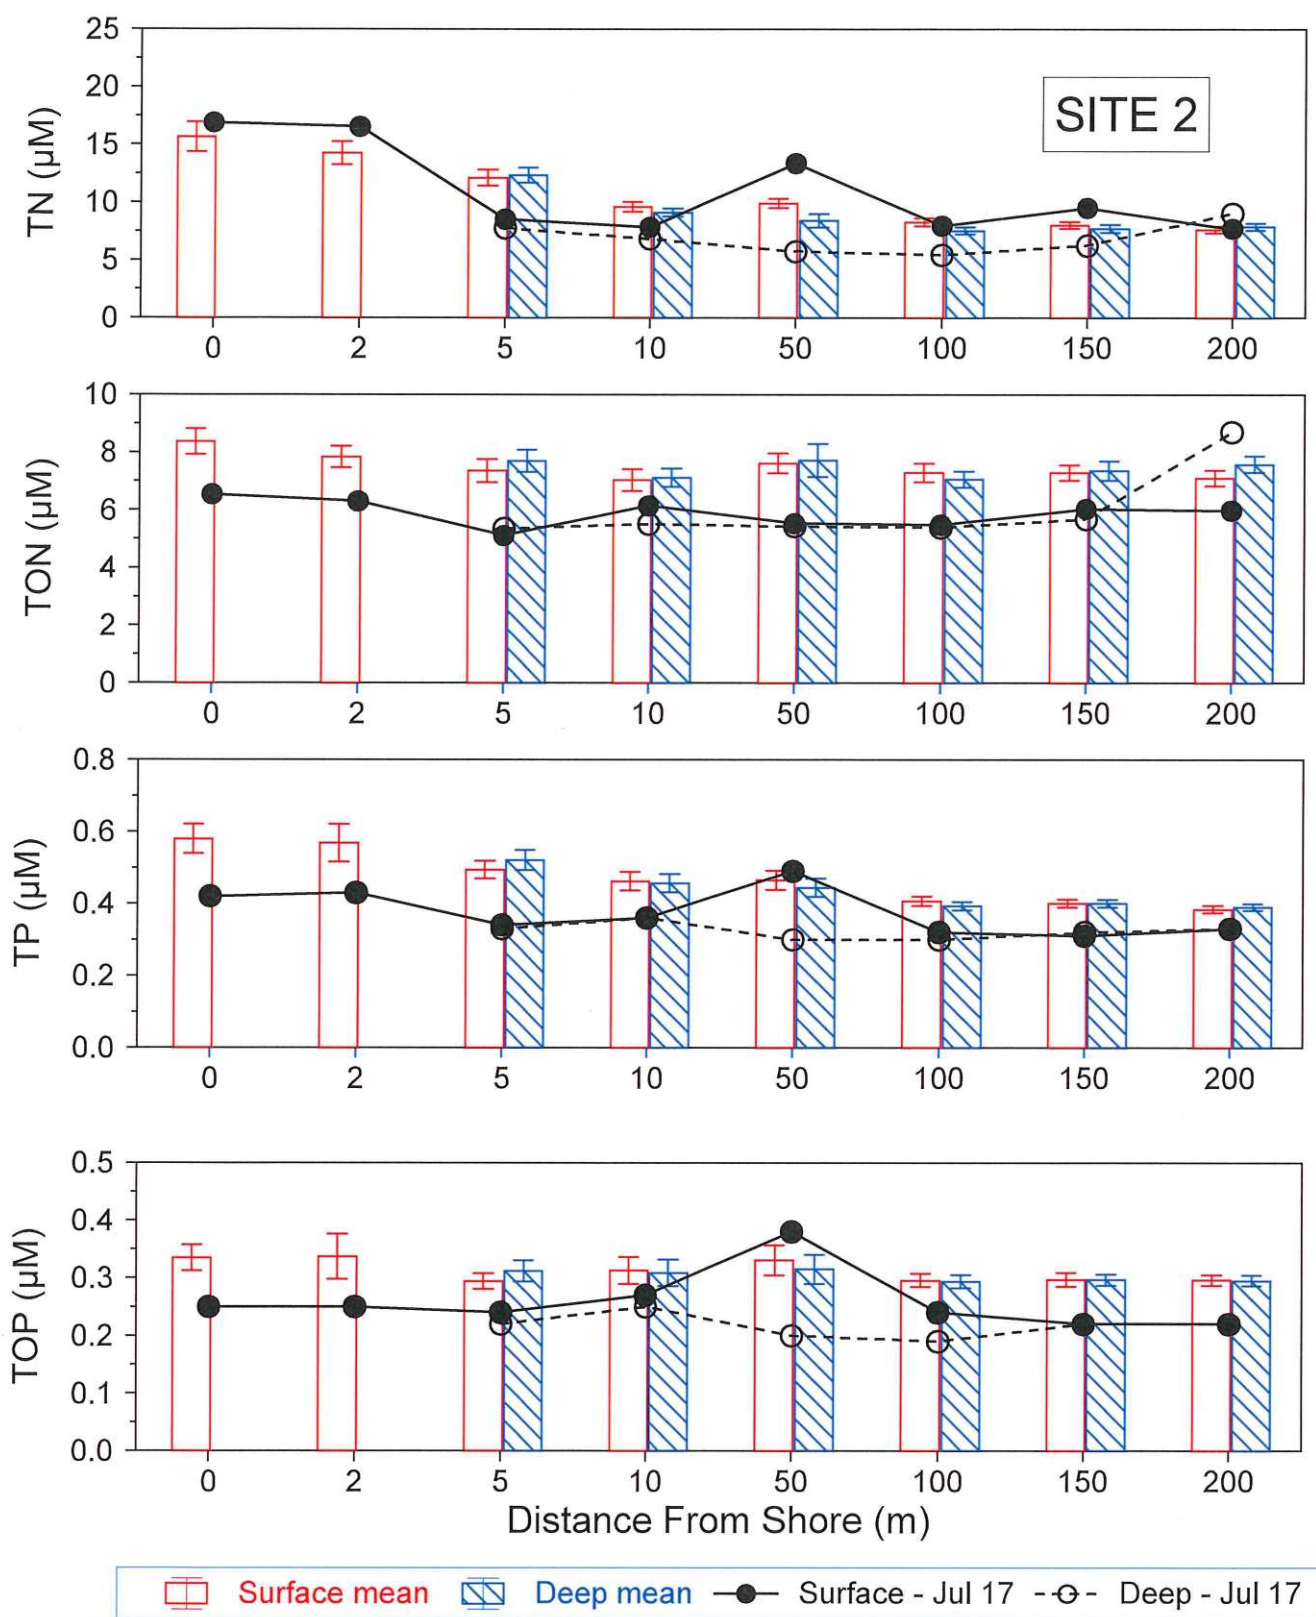 SITE 2
TN (µM)
25
20
15
10
5
0
0 2 5 10 50 100 150 200
TON (µM)
10
8
6
4
2
0
0 2 5 10 50 100 150 200
TP (µM)
0.8
0.6
0.4
0.2
0.0
0 2 5 10 50 100 150 200
TOP (µM)
0.5
0.4
0.3
0.2
0.1
0.0
0 2 5 10 50 100 150 200
Distance From Shore (m)
Surface mean Deep mean Surface - Jul 17 Deep - Jul 17